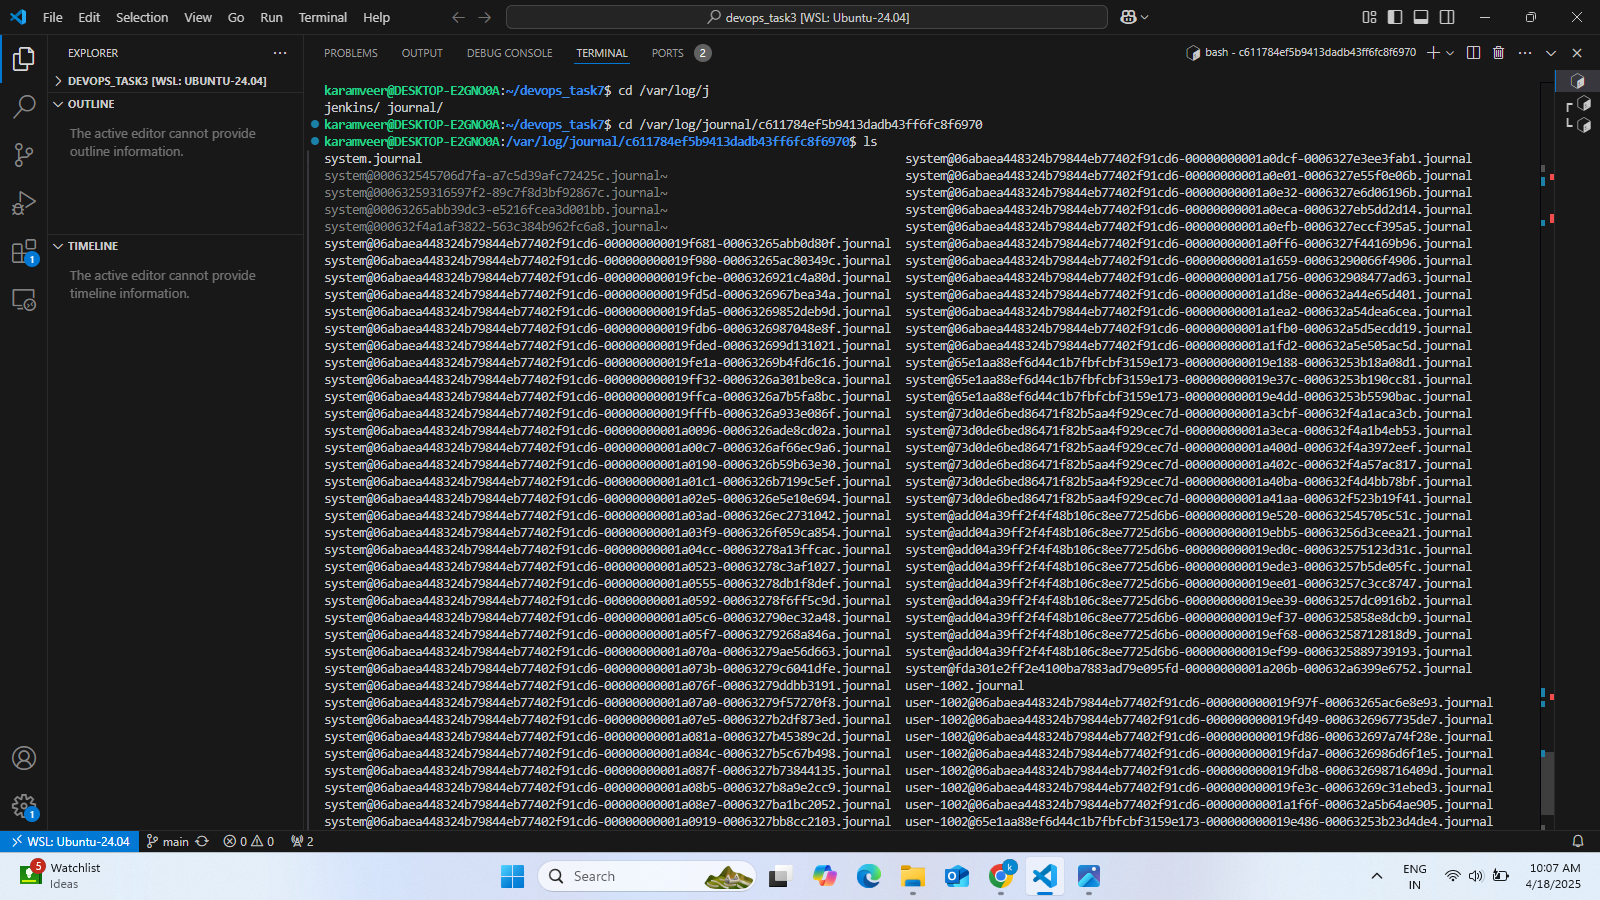 File Edit Selection View Go Run Terminal Help
devops_task3 [WSL: Ubuntu-24.04]
EXPLORER
DEVOPS_TASK3 [WSL: UBUNTU-24.04]
OUTLINE
The active editor cannot provide
outline information.
TIMELINE
The active editor cannot provide
timeline information.
PROBLEMS OUTPUT DEBUG CONSOLE TERMINAL PORTS 2
bash - c611784ef5b9413dadb43ff6fc8f6970
karamveer@DESKTOP-E2GNO0A:~/devops_task7$ cd /var/log/j
jenkins/ journal/
karamveer@DESKTOP-E2GNO0A:~/devops_task7$ cd /var/log/journal/c611784ef5b9413dadb43ff6fc8f6970
karamveer@DESKTOP-E2GNO0A:/var/log/journal/c611784ef5b9413dadb43ff6fc8f6970$ ls
system.journal system@06abaea448324b79844eb77402f91cd6-00000000001a0dcf-0006327e3ee3fab1.journal
system@000632545706d7fa-a7c5d39afc72425c.journal~ system@06abaea448324b79844eb77402f91cd6-00000000001a0e01-0006327e55f0e06b.journal
system@00063259316597f2-89c7f8d3bf92867c.journal~ system@06abaea448324b79844eb77402f91cd6-00000000001a0e32-0006327e6d06196b.journal
system@00063265abb39dc3-e5216fcea3d001bb.journal~ system@06abaea448324b79844eb77402f91cd6-00000000001a0eca-0006327eb5dd2d14.journal
system@000632f4a1af3822-563c384b962fc6a8.journal~ system@06abaea448324b79844eb77402f91cd6-00000000001a0efb-0006327eccf395a5.journal
system@06abaea448324b79844eb77402f91cd6-000000000019f681-00063265abb0d80f.journal system@06abaea448324b79844eb77402f91cd6-00000000001a0ff6-0006327f44169b96.journal
system@06abaea448324b79844eb77402f91cd6-000000000019f980-00063265ac80349c.journal system@06abaea448324b79844eb77402f91cd6-00000000001a1659-00063290066f4906.journal
system@06abaea448324b79844eb77402f91cd6-000000000019fcbe-0006326921c4a80d.journal system@06abaea448324b79844eb77402f91cd6-00000000001a1756-000632908477ad63.journal
system@06abaea448324b79844eb77402f91cd6-000000000019fd5d-0006326967bea34a.journal system@06abaea448324b79844eb77402f91cd6-00000000001a1d8e-000632a44e65d401.journal
system@06abaea448324b79844eb77402f91cd6-000000000019fda5-00063269852deb9d.journal system@06abaea448324b79844eb77402f91cd6-00000000001a1ea2-000632a54dea6cea.journal
system@06abaea448324b79844eb77402f91cd6-000000000019fdb6-000632698​7048e8f.journal system@06abaea448324b79844eb77402f91cd6-00000000001a1fb0-000632a5d5ecdd19.journal
system@06abaea448324b79844eb77402f91cd6-000000000019fded-000632699d131021.journal system@06abaea448324b79844eb77402f91cd6-00000000001a1fd2-000632a5e505ac5d.journal
system@06abaea448324b79844eb77402f91cd6-000000000019fe1a-00063269b4fd6c16.journal system@65e1aa88ef6d44c1b7fbfcbf3159e173-000000000019e188-00063253b18a08d1.journal
system@06abaea448324b79844eb77402f91cd6-000000000019ff32-0006326a301be8ca.journal system@65e1aa88ef6d44c1b7fbfcbf3159e173-000000000019e37c-00063253b190cc81.journal
system@06abaea448324b79844eb77402f91cd6-000000000019ffca-0006326a7b5fa8bc.journal system@65e1aa88ef6d44c1b7fbfcbf3159e173-000000000019e4dd-00063253b5590bac.journal
system@06abaea448324b79844eb77402f91cd6-000000000019fffb-0006326a933e086f.journal system@73d0de6bed86471f82b5aa4f929cec7d-00000000001a3cbf-000632f4a1aca3cb.journal
system@06abaea448324b79844eb77402f91cd6-00000000001a0096-0006326ade8cd02a.journal system@73d0de6bed86471f82b5aa4f929cec7d-00000000001a3eca-000632f4a1b4eb53.journal
system@06abaea448324b79844eb77402f91cd6-00000000001a00c7-0006326af66ec9a6.journal system@73d0de6bed86471f82b5aa4f929cec7d-00000000001a400d-000632f4a3972eef.journal
system@06abaea448324b79844eb77402f91cd6-00000000001a0190-0006326b59b63e30.journal system@73d0de6bed86471f82b5aa4f929cec7d-00000000001a402c-000632f4a57ac817.journal
system@06abaea448324b79844eb77402f91cd6-00000000001a01c1-0006326b7199c5ef.journal system@73d0de6bed86471f82b5aa4f929cec7d-00000000001a40ba-000632f4d4bb78bf.journal
system@06abaea448324b79844eb77402f91cd6-00000000001a02e5-0006326e5e10e694.journal system@73d0de6bed86471f82b5aa4f929cec7d-00000000001a41aa-000632f523b19f41.journal
system@06abaea448324b79844eb77402f91cd6-00000000001a03ad-0006326ec2731042.journal system@add04a39ff2f4f48b106c8ee7725d6b6-000000000019e520-000632545705c51c.journal
system@06abaea448324b79844eb77402f91cd6-00000000001a03f9-0006326f059ca854.journal system@add04a39ff2f4f48b106c8ee7725d6b6-000000000019ebb5-0006256d3ceea21.journal
system@06abaea448324b79844eb77402f91cd6-00000000001a04cc-00063278a13ffcac.journal system@add04a39ff2f4f48b106c8ee7725d6b6-000000000019ed0c-000632575123d31c.journal
system@06abaea448324b79844eb77402f91cd6-00000000001a0523-00063278c3af1027.journal system@add04a39ff2f4f48b106c8ee7725d6b6-000000000019ede3-00063257b5de05fc.journal
system@06abaea448324b79844eb77402f91cd6-00000000001a0555-00063278db1f8def.journal system@add04a39ff2f4f48b106c8ee7725d6b6-000000000019ee01-00063257c3cc8747.journal
system@06abaea448324b79844eb77402f91cd6-00000000001a0592-00063278f6ff5c9d.journal system@add04a39ff2f4f48b106c8ee7725d6b6-000000000019ee39-00063257dc0916b2.journal
system@06abaea448324b79844eb77402f91cd6-00000000001a05c6-00063279​0ec32a48.journal system@add04a39ff2f4f48b106c8ee7725d6b6-000000000019ef37-0006325858e8dcb9.journal
system@06abaea448324b79844eb77402f91cd6-00000000001a05f7-00063279268a846a.journal system@add04a39ff2f4f48b106c8ee7725d6b6-000000000019ef68-0006325871​2818d9.journal
system@06abaea448324b79844eb77402f91cd6-00000000001a070a-00063279ae56d663.journal system@add04a39ff2f4f48b106c8ee7725d6b6-000000000019ef99-0006325889739193.journal
system@06abaea448324b79844eb77402f91cd6-00000000001a073b-00063279c6041dfe.journal system@fda301e2ff2e4100ba7883ad79e095fd-00000000001a206b-000632a6399e6752.journal
system@06abaea448324b79844eb77402f91cd6-00000000001a076f-00063279ddbb3191.journal user-1002.journal
system@06abaea448324b79844eb77402f91cd6-00000000001a07a0-00063279f57270f8.journal user-1002@06abaea448324b79844eb77402f91cd6-000000000019f97f-00063265ac6e8e93.journal
system@06abaea448324b79844eb77402f91cd6-00000000001a07e5-0006327b2df873ed.journal user-1002@06abaea448324b79844eb77402f91cd6-000000000019fd49-0006326967735de7.journal
system@06abaea448324b79844eb77402f91cd6-00000000001a081a-0006327b45389c2d.journal user-1002@06abaea448324b79844eb77402f91cd6-000000000019fd86-000632697a74f28e.journal
system@06abaea448324b79844eb77402f91cd6-00000000001a084c-0006327b5c67b498.journal user-1002@06abaea448324b79844eb77402f91cd6-000000000019fda7-000632698​6d6f1e5.journal
system@06abaea448324b79844eb77402f91cd6-00000000001a087f-0006327b73844135.journal user-1002@06abaea448324b79844eb77402f91cd6-000000000019fdb8-000632698716409d.journal
system@06abaea448324b79844eb77402f91cd6-00000000001a08b5-0006327b8a9e2cc9.journal user-1002@06abaea448324b79844eb77402f91cd6-000000000019fe3c-00063269c31ebed3.journal
system@06abaea448324b79844eb77402f91cd6-00000000001a08e7-0006327ba1bc2052.journal user-1002@06abaea448324b79844eb77402f91cd6-00000000001a1f6f-000632a5b64ae905.journal
system@06abaea448324b79844eb77402f91cd6-00000000001a0919-0006327bb8cc2103.journal user-1002@65e1aa88ef6d44c1b7fbfcbf3159e173-000000000019e486-00063253b23d4de4.journal
1
1
WSL: Ubuntu-24.04 main 0 0 2
5 Watchlist
Ideas
Search
k
ENG
IN
10:07 AM
4/18/2025